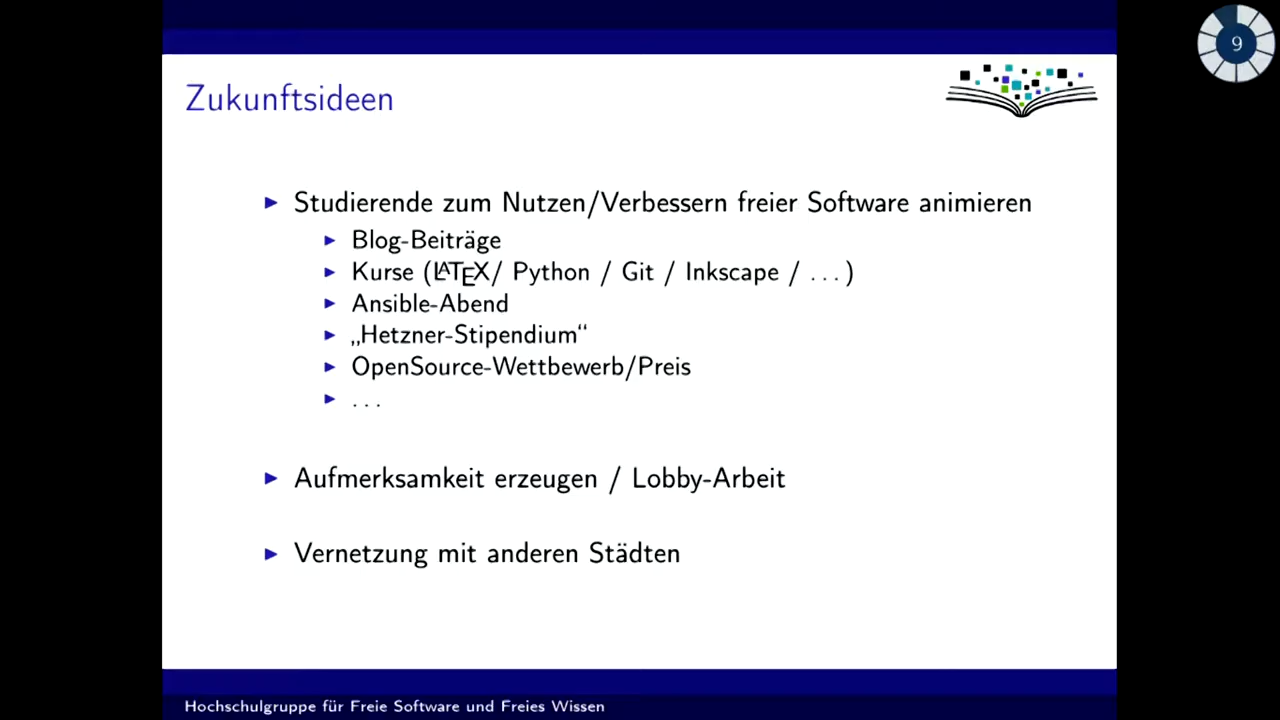 9
Zukunftsideen
Studierende zum Nutzen/Verbessern freier Software animieren
Blog-Beiträge
Kurse (LATEX/ Python / Git / Inkscape / ...)
Ansible-Abend
„Hetzner-Stipendium“
OpenSource-Wettbewerb/Preis
...
Aufmerksamkeit erzeugen / Lobby-Arbeit
Vernetzung mit anderen Städten
Hochschulgruppe für Freie Software und Freies Wissen